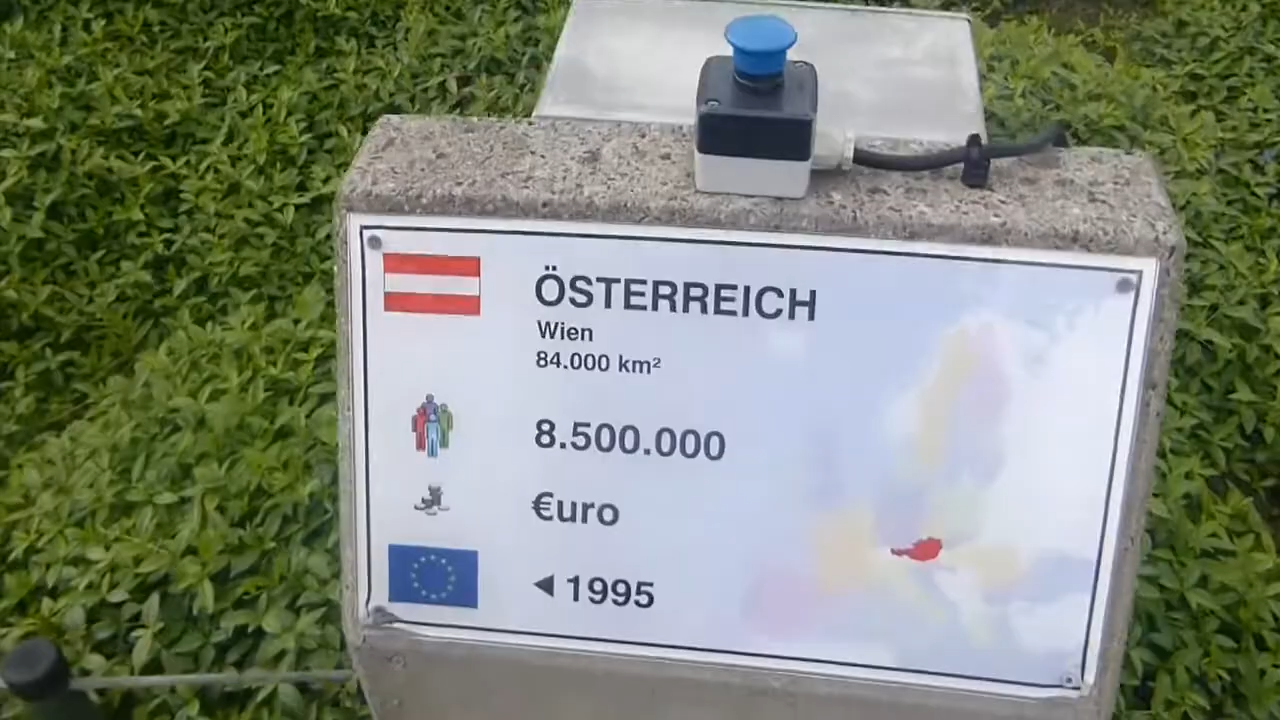 ÖSTERREICH
Wien
84.000 km²
8.500.000
€uro
◄ 1995